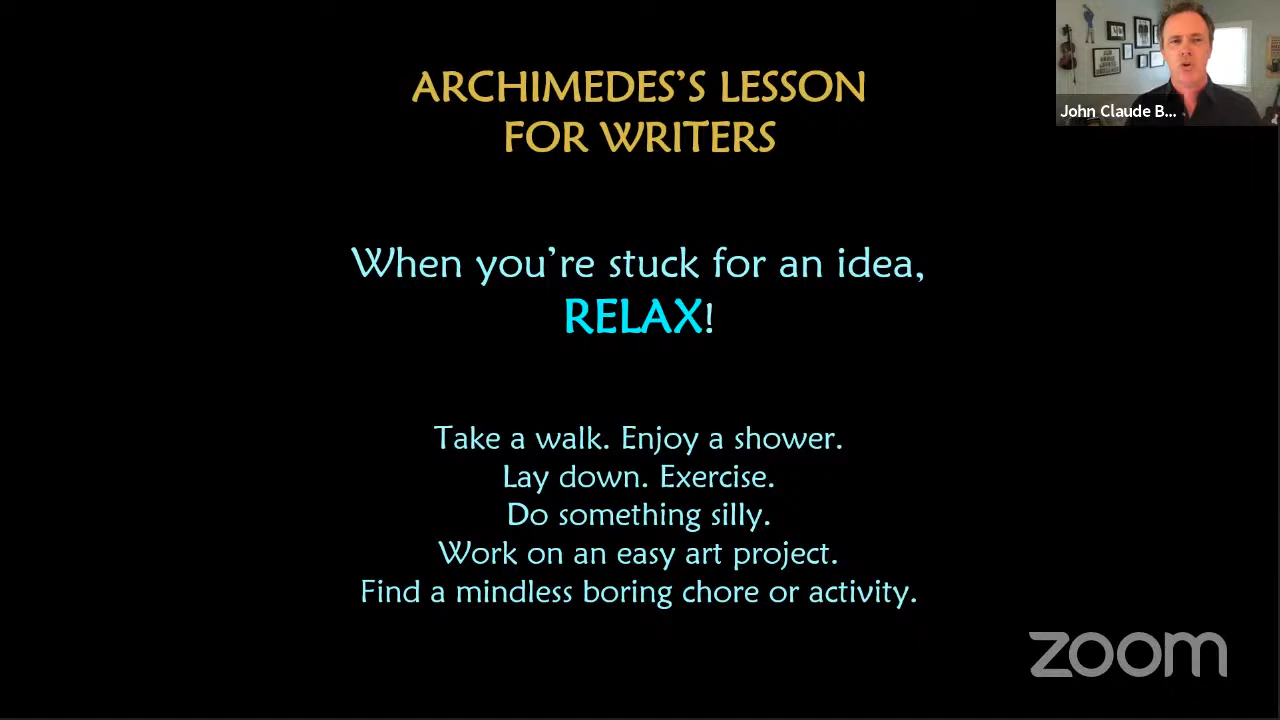 ARCHIMEDES’S LESSON
FOR WRITERS
John Claude B...
When you’re stuck for an idea,
RELAX!
Take a walk. Enjoy a shower.
Lay down. Exercise.
Do something silly.
Work on an easy art project.
Find a mindless boring chore or activity.
zoom